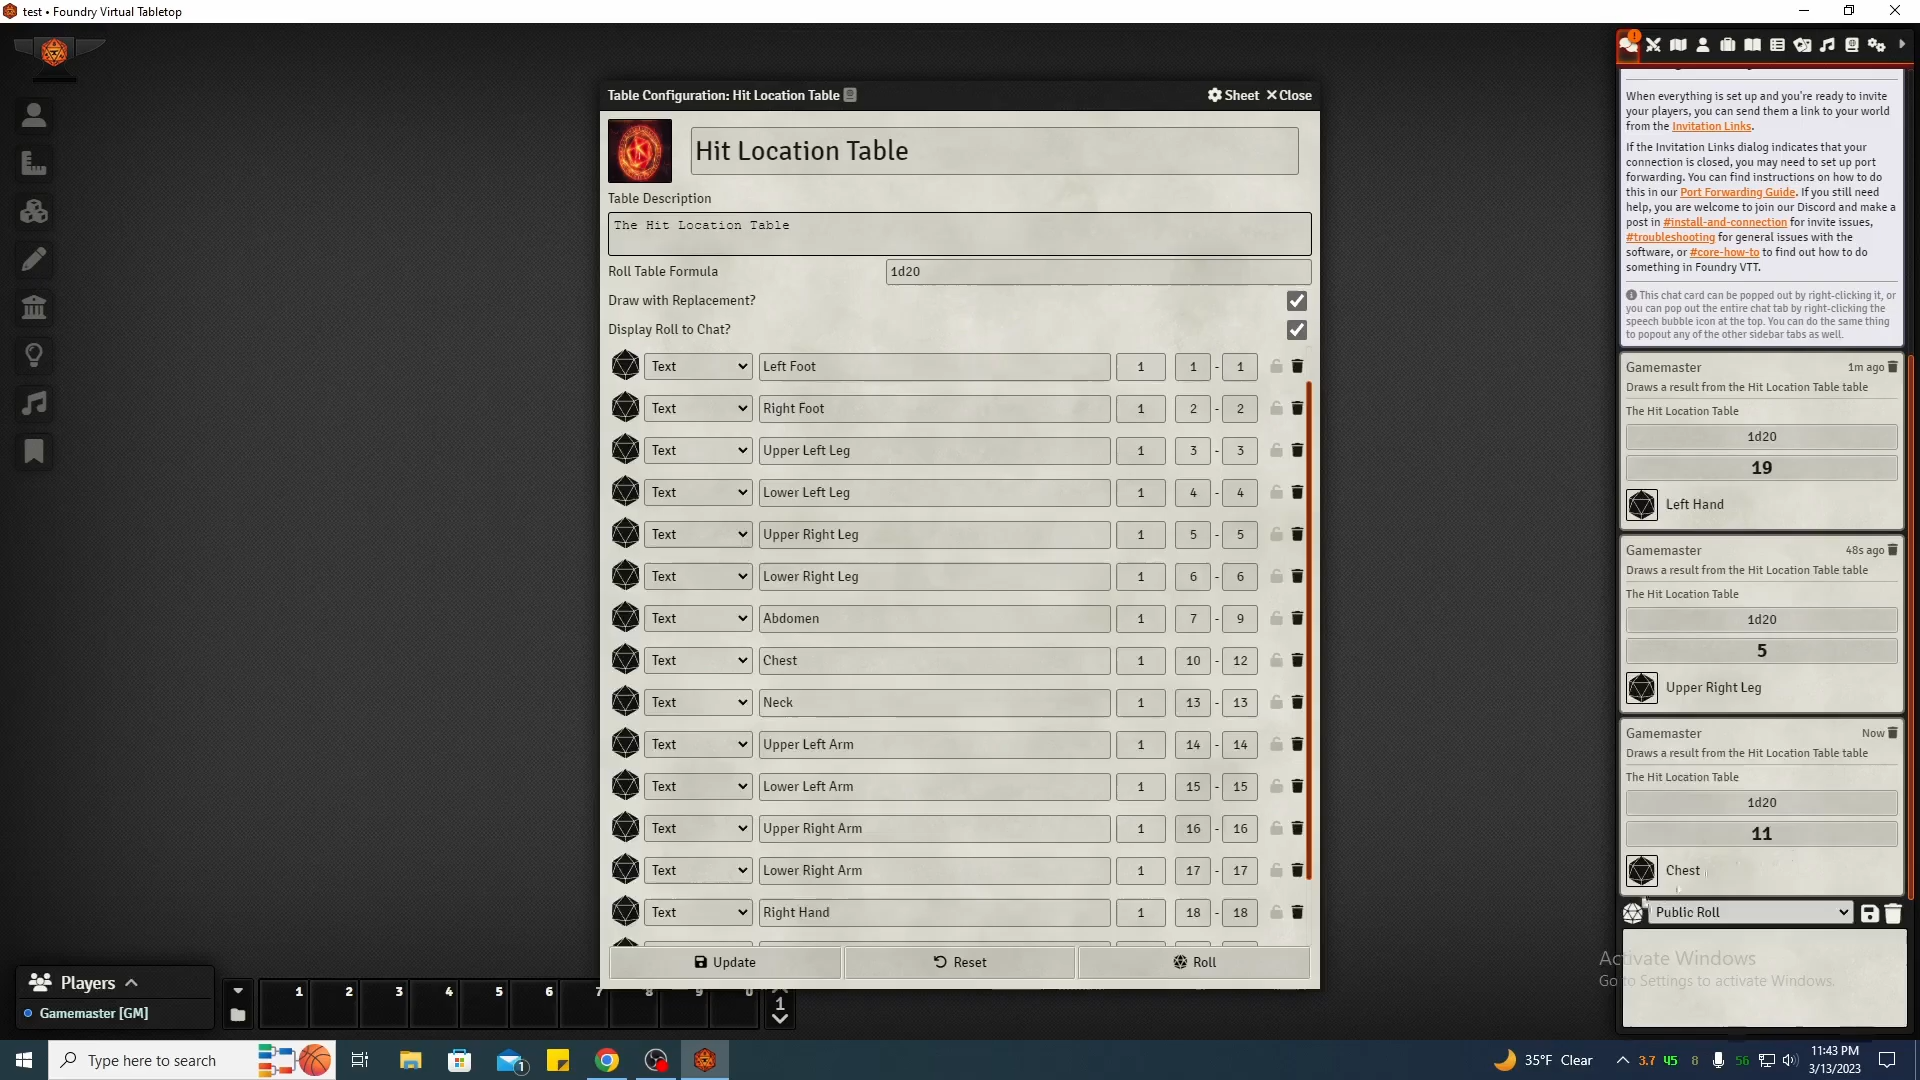 test • Foundry Virtual Tabletop
Table Configuration: Hit Location Table
Sheet
Close
Hit Location Table
Table Description
The Hit Location Table
Roll Table Formula
1d20
Draw with Replacement?
Display Roll to Chat?
Text Left Foot 1 1 - 1
Text Right Foot 1 2 - 2
Text Upper Left Leg 1 3 - 3
Text Lower Left Leg 1 4 - 4
Text Upper Right Leg 1 5 - 5
Text Lower Right Leg 1 6 - 6
Text Abdomen 1 7 - 9
Text Chest 1 10 - 12
Text Neck 1 13 - 13
Text Upper Left Arm 1 14 - 14
Text Lower Left Arm 1 15 - 15
Text Upper Right Arm 1 16 - 16
Text Lower Right Arm 1 17 - 17
Text Right Hand 1 18 - 18
Update
Reset
Roll
When everything is set up and you're ready to invite
your players, you can send them a link to your world
from the Invitation Links.
If the Invitation Links dialog indicates that your
connection is closed, you may need to set up port
forwarding. You can find instructions on how to do
this in our Port Forwarding Guide. If you still need
help, you are welcome to join our Discord and make a
post in #install-and-connection for invite issues,
#troubleshooting for general issues with the
software, or #core-how-to to find out how to do
something in Foundry VTT.
This chat card can be popped out by right-clicking it, or
you can pop out the entire chat tab by right-clicking the
speech bubble icon at the top. You can do the same thing
to popout any of the other sidebar tabs as well.
Gamemaster 1m ago
Draws a result from the Hit Location Table table
The Hit Location Table
1d20
19
Left Hand
Gamemaster 48s ago
Draws a result from the Hit Location Table table
The Hit Location Table
1d20
5
Upper Right Leg
Gamemaster Now
Draws a result from the Hit Location Table table
The Hit Location Table
1d20
11
Chest
Public Roll
Activate Windows
Go to Settings to activate Windows.
Players
Gamemaster [GM]
1 2 3 4 5 6 7 8 9 0
1
Type here to search
1
35°F Clear
3.7 45 8 56
11:43 PM
3/13/2023